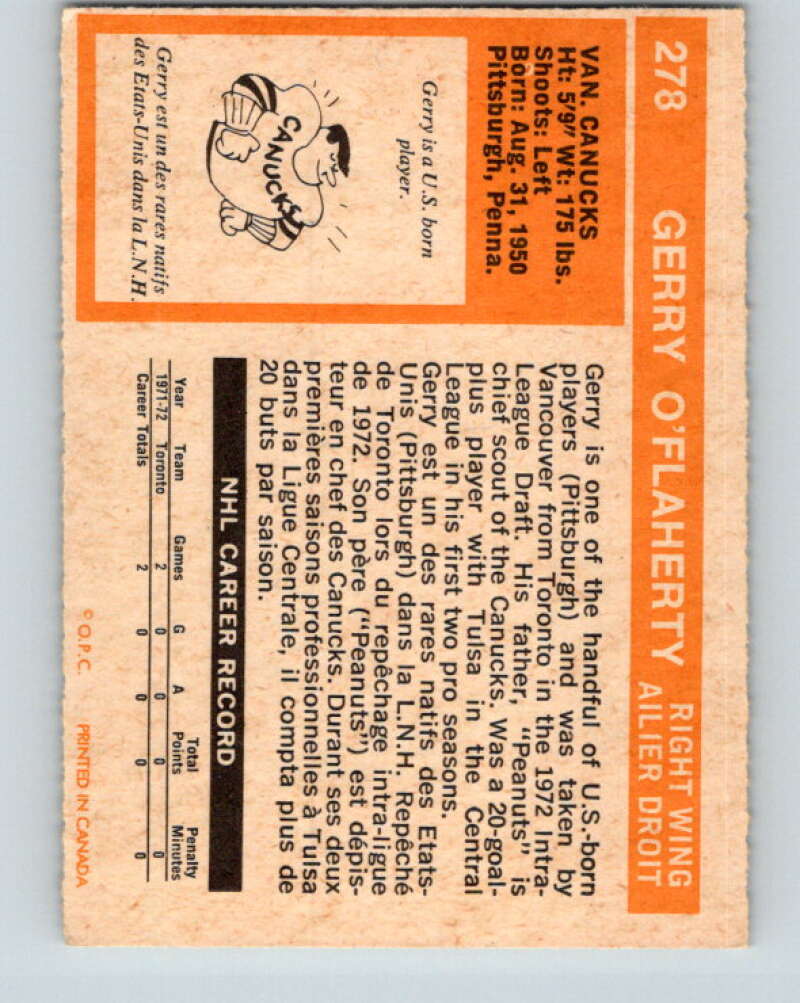 278 GERRY O'FLAHERTY RIGHT WING
AILIER DROIT
VAN. CANUCKS
Ht: 5'9" Wt: 175 lbs.
Shoots: Left
Born: Aug. 31, 1950
Pittsburgh, Penna.
Gerry is a U.S. born
player.
CANUCKS
Gerry est un des rares natifs
des Etats-Unis dans la L.N.H.
Gerry is one of the handful of U.S.-born
players (Pittsburgh) and was taken by
Vancouver from Toronto in the 1972 Intra-
League Draft. His father, "Peanuts" is
chief scout of the Canucks. Was a 20-goal-
plus player with Tulsa in the Central
League in his first two pro seasons.
Gerry est un des rares natifs des Etats-
Unis (Pittsburgh) dans la L.N.H. Repêché
de Toronto lors du repêchage intra-ligue
de 1972. Son père ("Peanuts") est dépis-
teur en chef des Canucks. Durant ses deux
premières saisons professionnelles à Tulsa
dans la Ligue Centrale, il compta plus de
20 buts par saison.
NHL CAREER RECORD
Year Team Games G A Total Points Penalty Minutes
1971-72 Toronto 2 0 0 0 0
Career Totals 2 0 0 0 0
© O.P.C. PRINTED IN CANADA